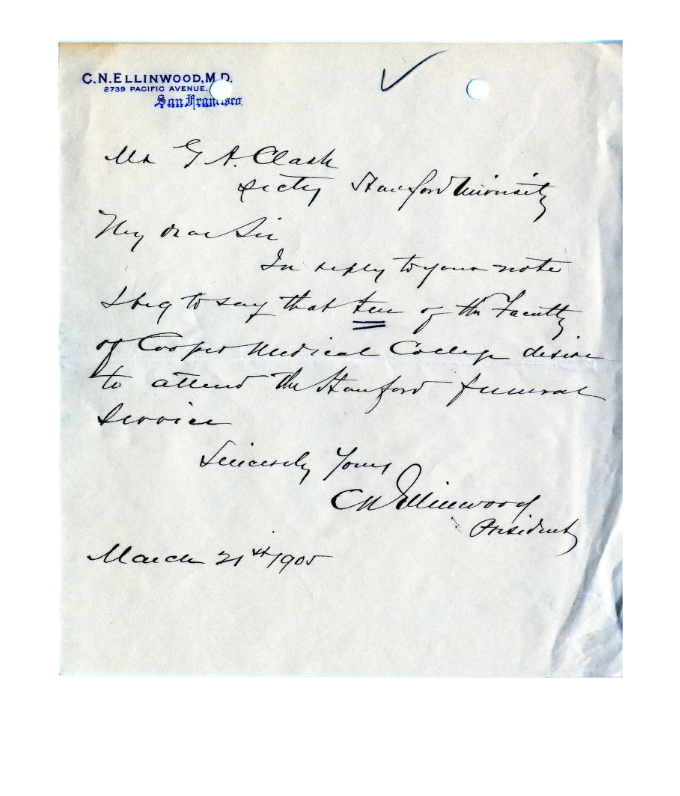 C.N. ELLINWOOD, M.D.
2739 PACIFIC AVENUE.
San Francisco
Mr G. A. Clark
Secty Stanford University
My dear Sir
In reply to your note
I beg to say that ten of the Faculty
of Cooper Medical College desire
to attend the Stanford funeral
service
Sincerely Yours
CN Ellinwood
President
March 21st 1905